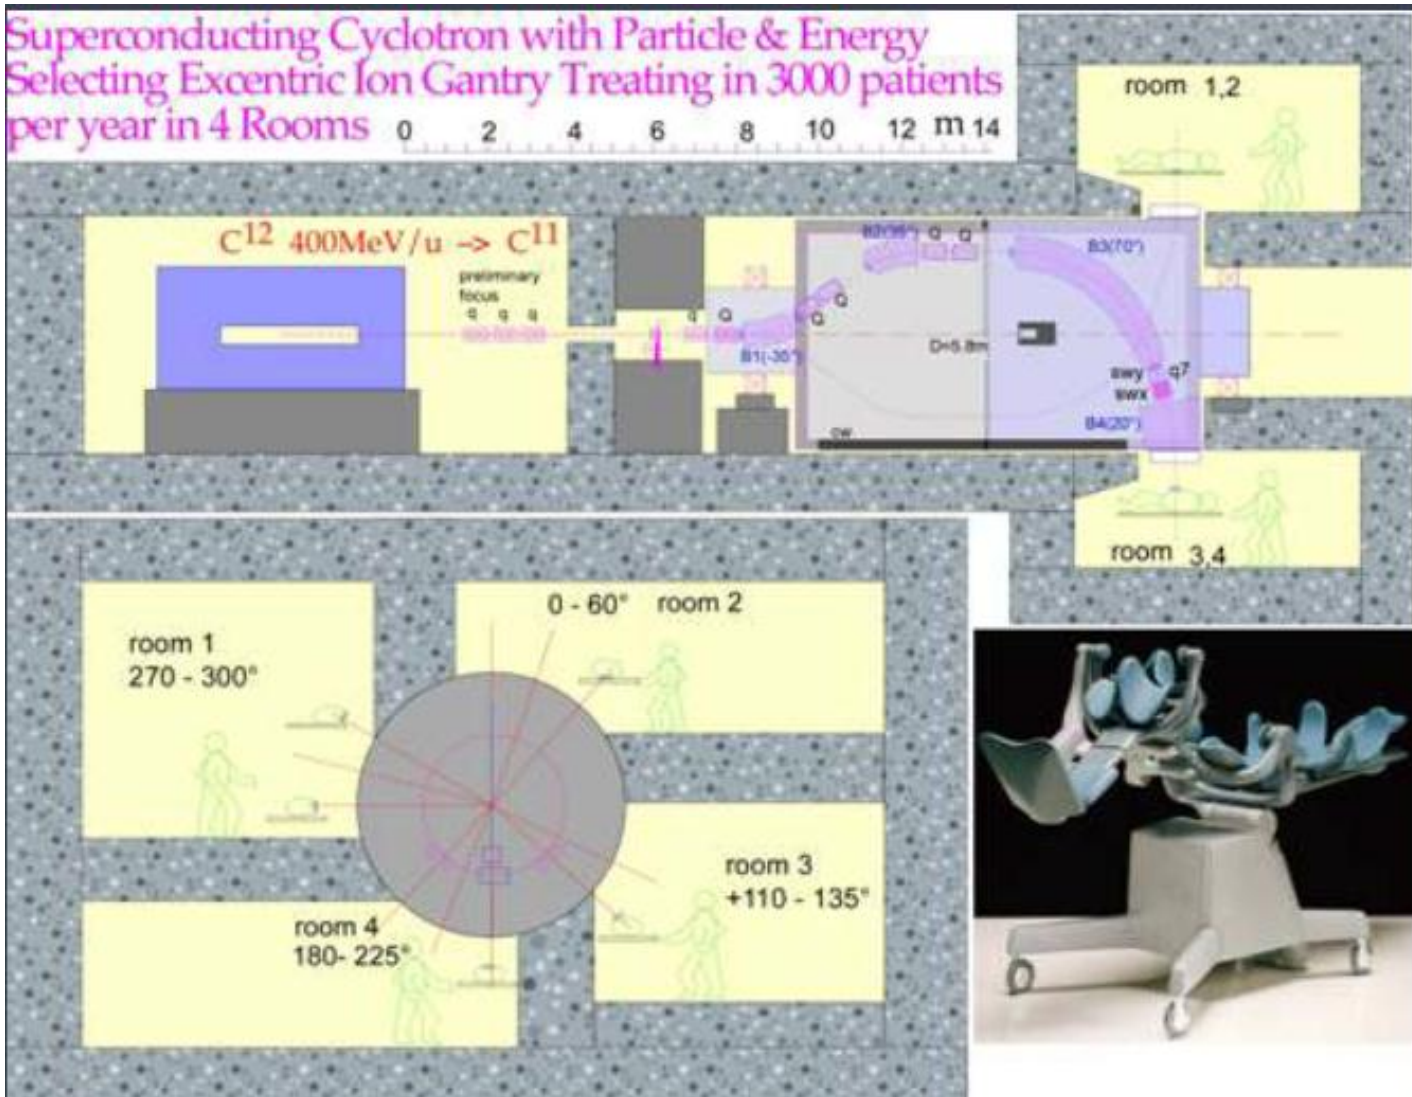 Superconducting Cyclotron with Particle & Energy
Selecting Excentric Ion Gantry Treating in 3000 patients
per year in 4 Rooms
0 2 4 6 8 10 12 m 14
room 1,2
C12 400MeV/u -> C11
preliminary
focus
q q q
q Q
B1(-30°)
Q
Q
Q Q
B3(70°)
D=5.8m
swy q7
swx
B4(20°)
cw
room 3,4
0 - 60° room 2
room 1
270 - 300°
room 3
+110 - 135°
room 4
180- 225°